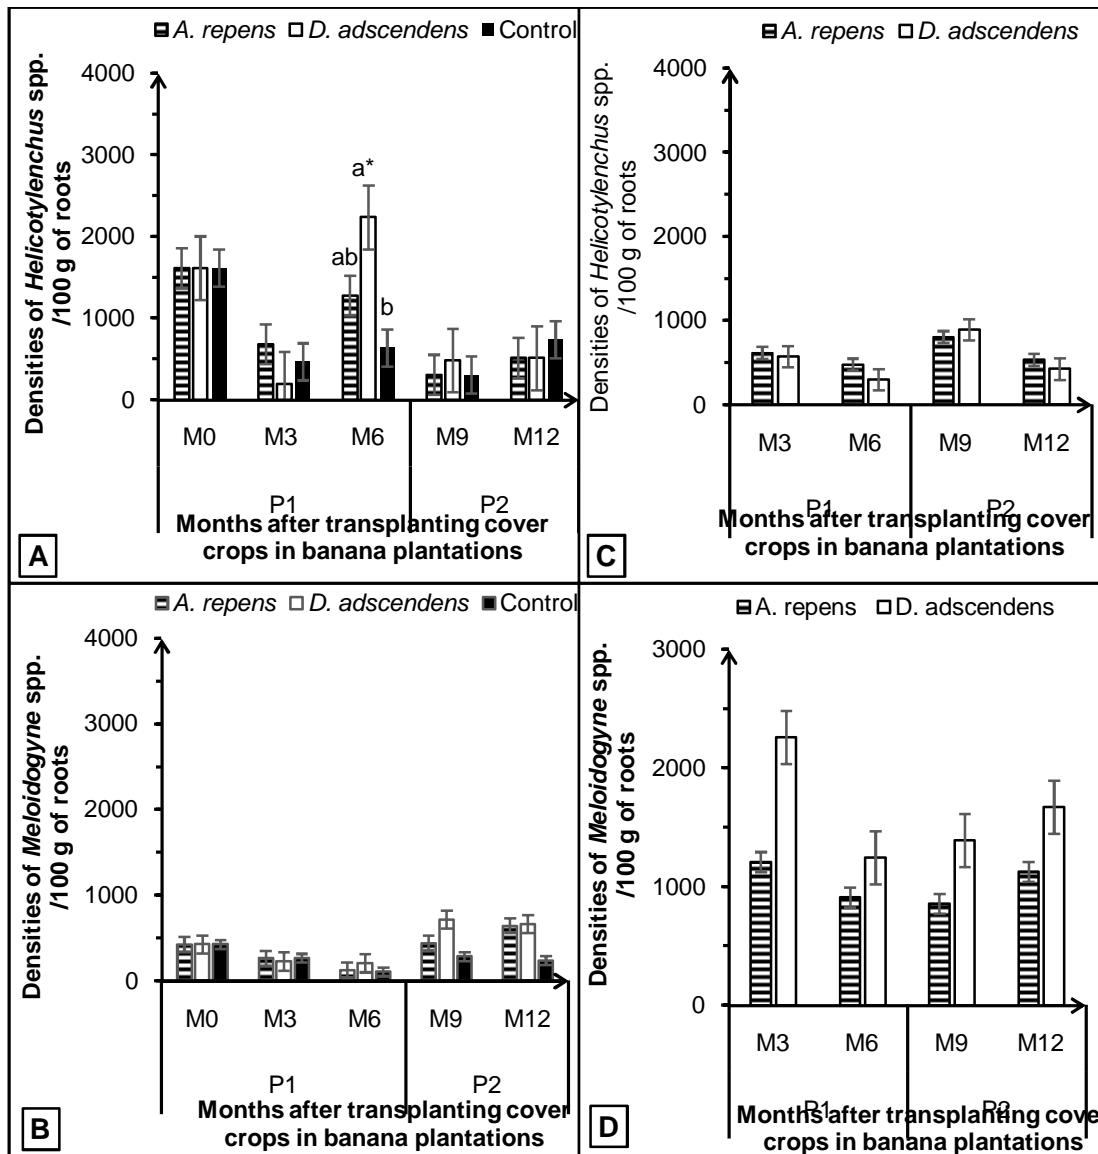 A. repens D. adscendens Control
Densities of Helicotylenchus spp.
/100 g of roots
4000
3000
2000
1000
0
a*
ab
b
M0 M3 M6 M9 M12
P1 P2
Months after transplanting cover
crops in banana plantations
A
A. repens D. adscendens
Densities of Helicotylenchus spp.
/100 g of roots
4000
3000
2000
1000
0
M3 M6 M9 M12
P1 P2
Months after transplanting cover
crops in banana plantations
C
A. repens D. adscendens Control
Densities of Meloidogyne spp.
/100 g of roots
4000
3000
2000
1000
0
M0 M3 M6 M9 M12
P1 P2
Months after transplanting cover
crops in banana plantations
B
A. repens D. adscendens
Densities of Meloidogyne spp.
/100 g of roots
3000
2000
1000
0
M3 M6 M9 M12
P1 P2
Months after transplanting cove
crops in banana plantations
D